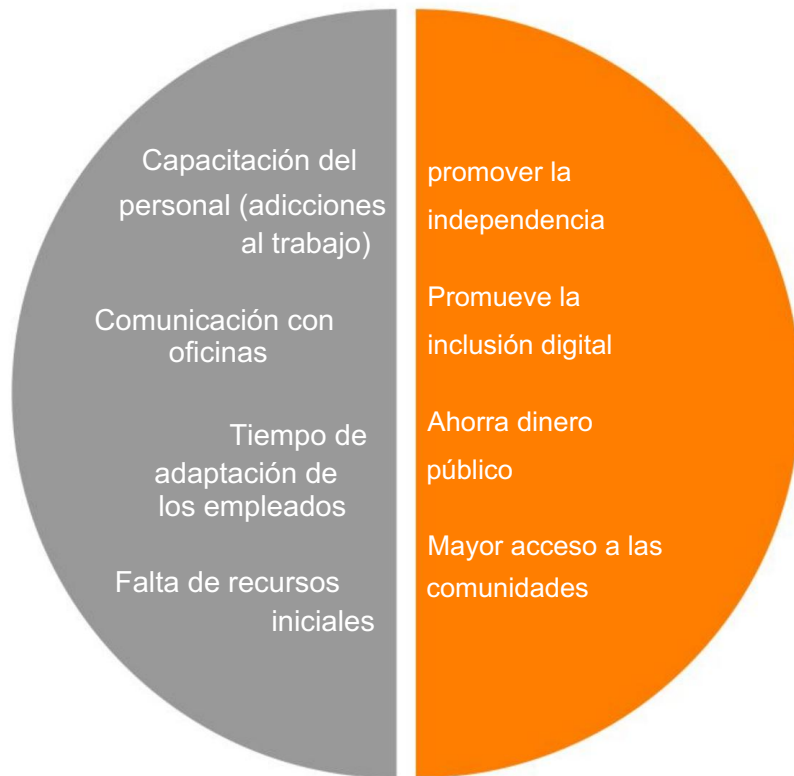 Capacitación del
personal (adicciones
al trabajo)
Comunicación con
oficinas
Tiempo de
adaptación de
los empleados
Falta de recursos
iniciales
promover la
independencia
Promueve la
inclusión digital
Ahorra dinero
público
Mayor acceso a las
comunidades